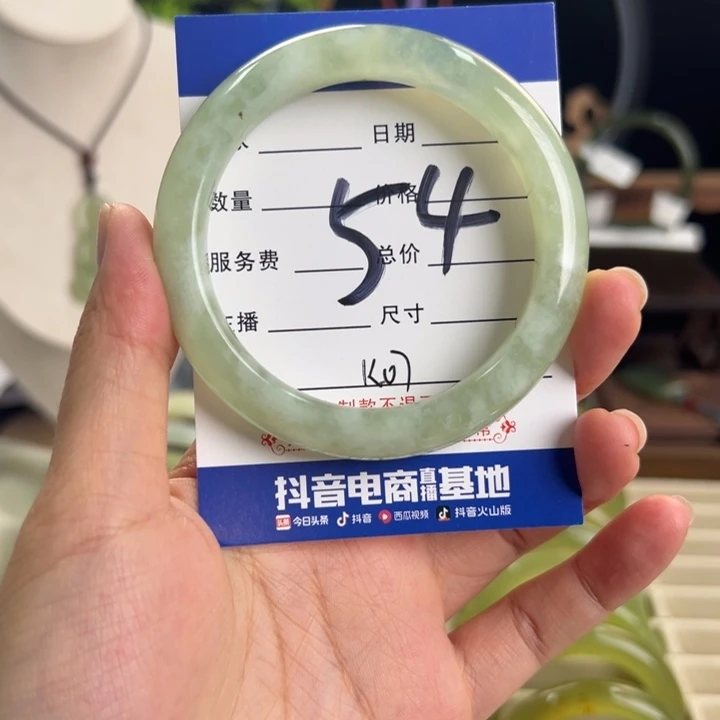 日期
数量 价格
54
服务费 总价
主播 尺寸
K07
抖音电商直播基地
今日头条 抖音 西瓜视频 抖音火山版